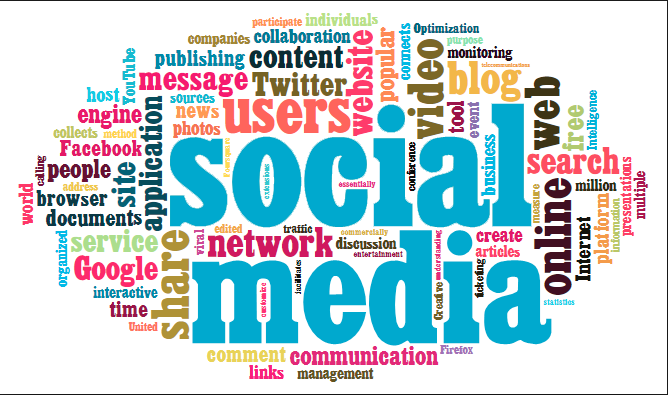 participate individuals
companies collaboration
publishing content
message Twitter
sources
news
photos
users
website
popular
connects
Optimization
purpose
monitoring
telecommunications
video
blog
tool
event
web
free
Intelligence
YouTube
host
engine
collects method
Facebook
calling people
address
browser
documents
world
site
application
social
Foursquare
extensions
essentially
conference
business
search
million
multiple
presentations
information
platform
Internet
online
measure
organized
service
Google
interactive
time
United
share
viral
edited
network
traffic
commercially
discussion
entertainment
understanding
create
articles
ticketing
Creative
customize
facilitates
media
statistics
comment communication Firefox
links management